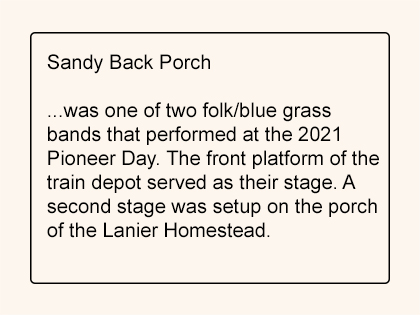 Sandy Back Porch
...was one of two folk/blue grass
bands that performed at the 2021
Pioneer Day. The front platform of the
train depot served as their stage. A
second stage was setup on the porch
of the Lanier Homestead.